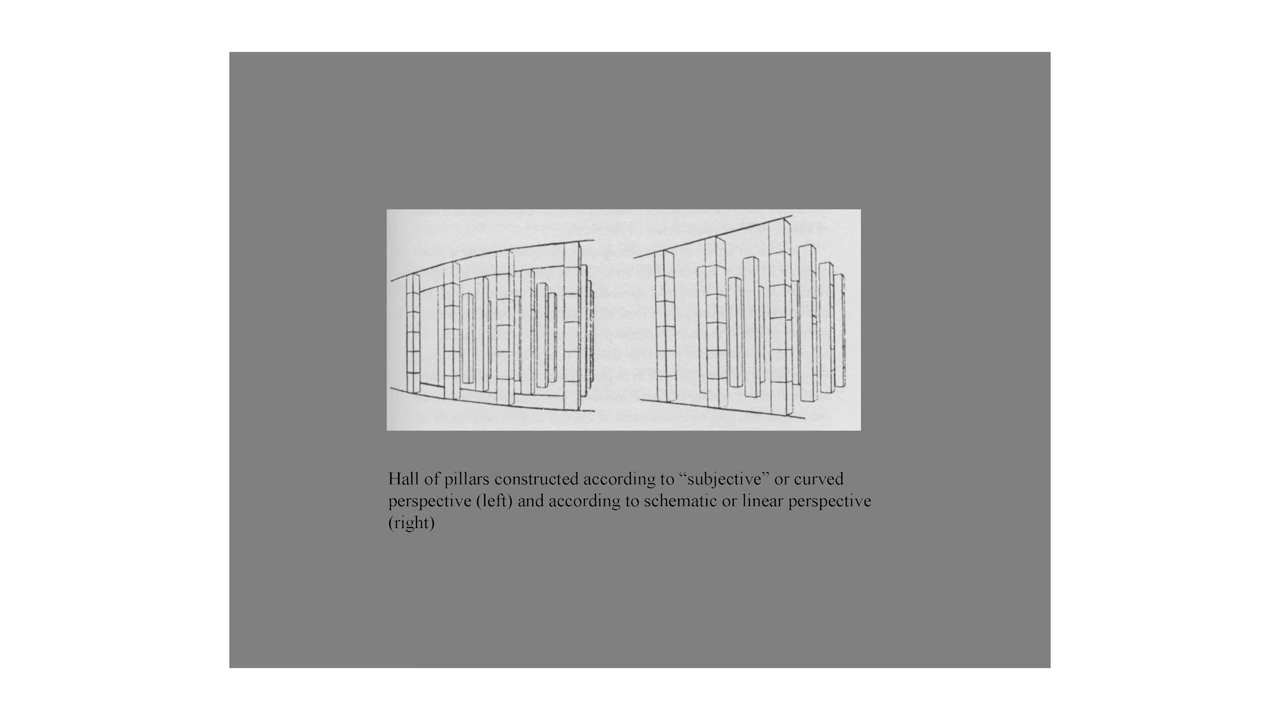 Hall of pillars constructed according to “subjective” or curved
perspective (left) and according to schematic or linear perspective
(right)